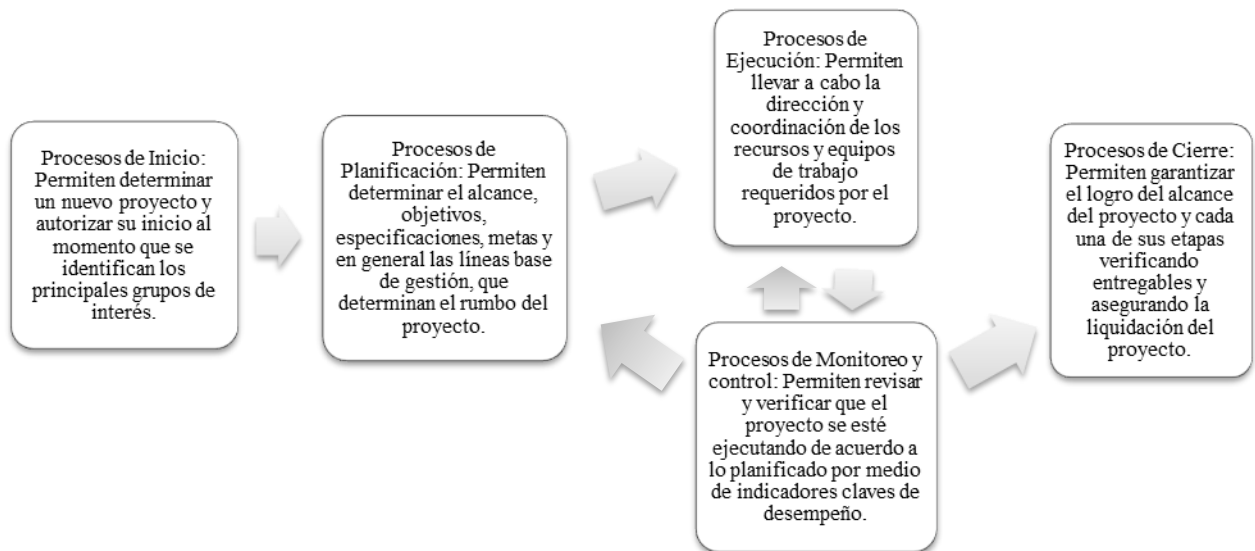 Procesos de Inicio:
Permiten determinar
un nuevo proyecto y
autorizar su inicio al
momento que se
identifican los
principales grupos de
interés.
Procesos de
Planificación: Permiten
determinar el alcance,
objetivos,
especificaciones, metas y
en general las líneas base
de gestión, que
determinan el rumbo del
proyecto.
Procesos de
Ejecución: Permiten
llevar a cabo la
dirección y
coordinación de los
recursos y equipos
de trabajo
requeridos por el
proyecto.
Procesos de Monitoreo y
control: Permiten revisar
y verificar que el
proyecto se esté
ejecutando de acuerdo a
lo planificado por medio
de indicadores claves de
desempeño.
Procesos de Cierre:
Permiten garantizar
el logro del alcance
del proyecto y cada
una de sus etapas
verificando
entregables y
asegurando la
liquidación del
proyecto.